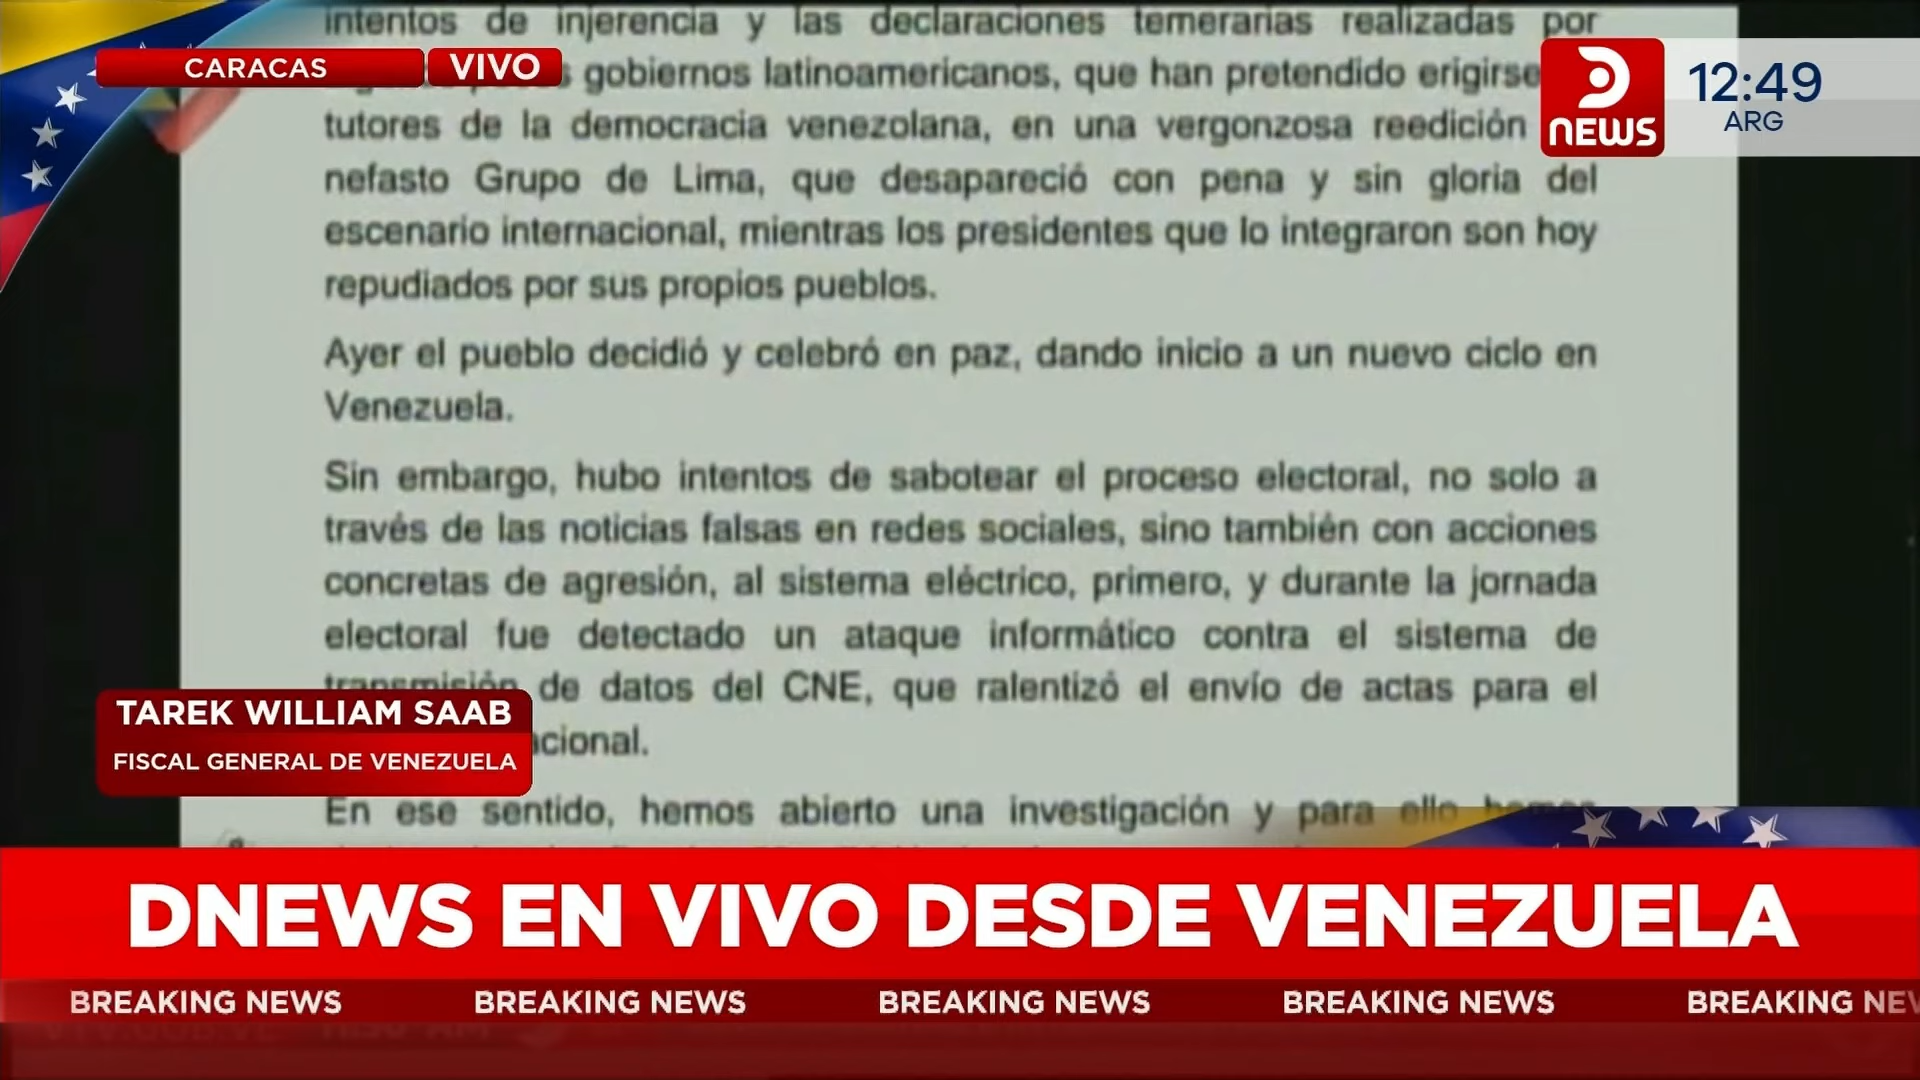 intentos de injerencia y las declaraciones temerarias realizadas por
CARACAS
VIVO
gobiernos latinoamericanos, que han pretendido erigirse
NEWS
12:49
ARG
tutores de la democracia venezolana, en una vergonzosa reedición
nefasto Grupo de Lima, que desapareció con pena y sin gloria del
escenario internacional, mientras los presidentes que lo integraron son hoy
repudiados por sus propios pueblos.
Ayer el pueblo decidió y celebró en paz, dando inicio a un nuevo ciclo en
Venezuela.
Sin embargo, hubo intentos de sabotear el proceso electoral, no solo a
través de las noticias falsas en redes sociales, sino también con acciones
concretas de agresión, al sistema eléctrico, primero, y durante la jornada
electoral fue detectado un ataque informático contra el sistema de
transmisión de datos del CNE, que ralentizó el envío de actas para el
TAREK WILLIAM SAAB
FISCAL GENERAL DE VENEZUELA
En ese sentido, hemos abierto una investigación y para ello hemos
DNEWS EN VIVO DESDE VENEZUELA
BREAKING NEWS BREAKING NEWS BREAKING NEWS BREAKING NEWS BREAKING